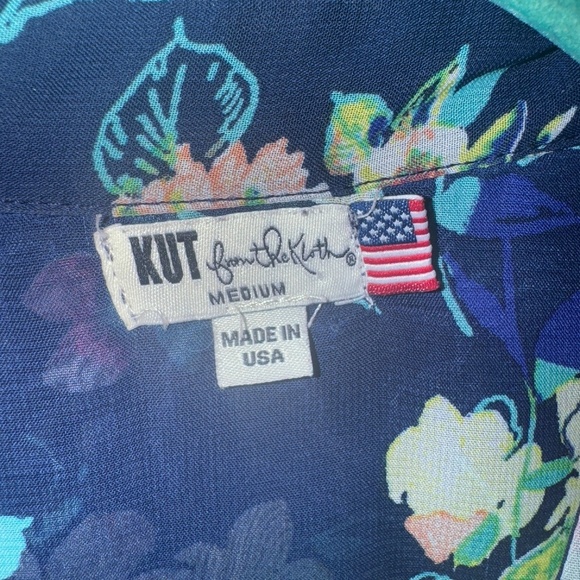 KUT from the Kloth®
MEDIUM
MADE IN
USA